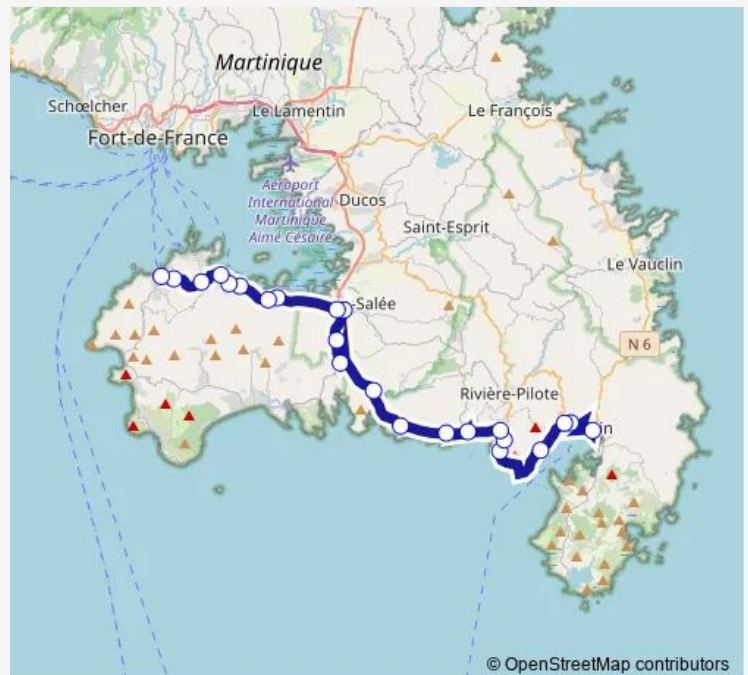 Martinique
Schœlcher
Le Lamentin
Le François
Fort-de-France
Aéroport
International
Martinique
Aimé Césaire
Ducos
Saint-Esprit
Le Vauclin
-Salée
N 6
Rivière-Pilote
in
© OpenStreetMap contributors